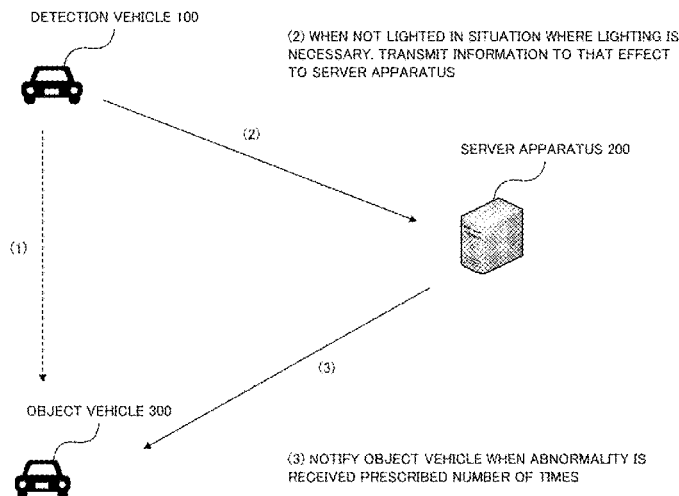 DETECTION VEHICLE 100
(2) WHEN NOT LIGHTED IN SITUATION WHERE LIGHTING IS
NECESSARY, TRANSMIT INFORMATION TO THAT EFFECT
TO SERVER APPARATUS
(2)
SERVER APPARATUS 200
(1)
(3)
OBJECT VEHICLE 300
(3) NOTIFY OBJECT VEHICLE WHEN ABNORMALITY IS
RECEIVED PRESCRIBED NUMBER OF TIMES